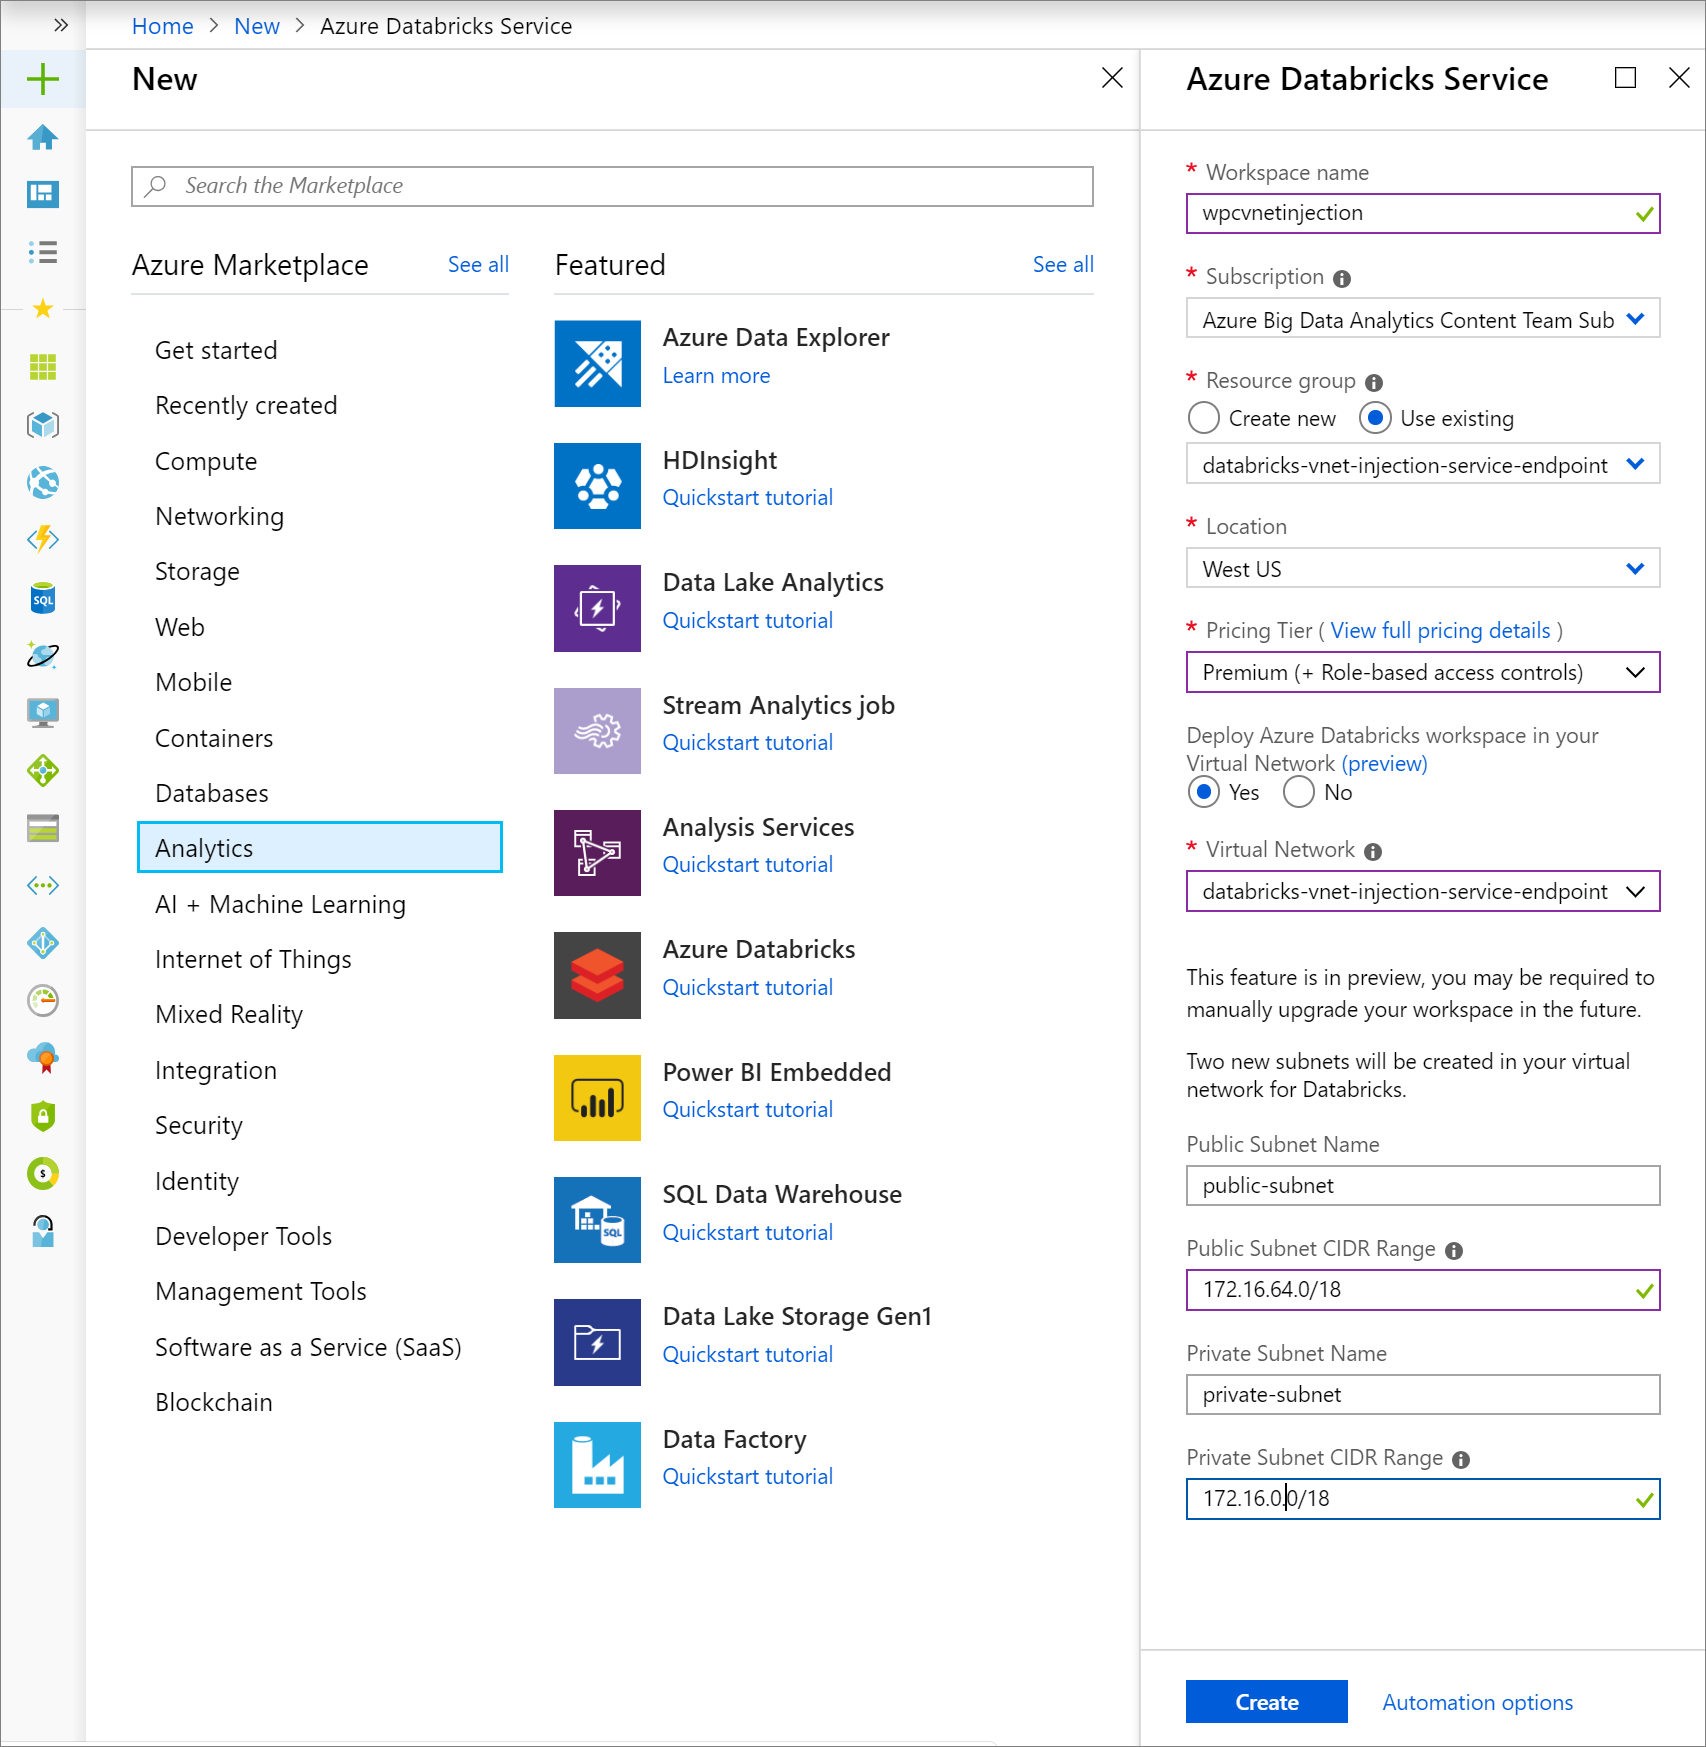 Home > New > Azure Databricks Service
New
Search the Marketplace
Azure Marketplace
See all
Get started
Recently created
Compute
Networking
Storage
Web
Mobile
Containers
Databases
Analytics
AI + Machine Learning
Internet of Things
Mixed Reality
Integration
Security
Identity
Developer Tools
Management Tools
Software as a Service (SaaS)
Blockchain
Featured
See all
Azure Data Explorer
Learn more
HDInsight
Quickstart tutorial
Data Lake Analytics
Quickstart tutorial
Stream Analytics job
Quickstart tutorial
Analysis Services
Quickstart tutorial
Azure Databricks
Quickstart tutorial
Power BI Embedded
Quickstart tutorial
SQL
SQL Data Warehouse
Quickstart tutorial
Data Lake Storage Gen1
Quickstart tutorial
Data Factory
Quickstart tutorial
SQL
Azure Databricks Service
* Workspace name
wpcvnetinjection
* Subscription
Azure Big Data Analytics Content Team Sub
* Resource group
Create new
Use existing
databricks-vnet-injection-service-endpoint
* Location
West US
* Pricing Tier ( View full pricing details )
Premium (+ Role-based access controls)
Deploy Azure Databricks workspace in your
Virtual Network (preview)
Yes
No
* Virtual Network
databricks-vnet-injection-service-endpoint
This feature is in preview, you may be required to
manually upgrade your workspace in the future.
Two new subnets will be created in your virtual
network for Databricks.
Public Subnet Name
public-subnet
Public Subnet CIDR Range
172.16.64.0/18
Private Subnet Name
private-subnet
Private Subnet CIDR Range
172.16.0.0/18
Create
Automation options